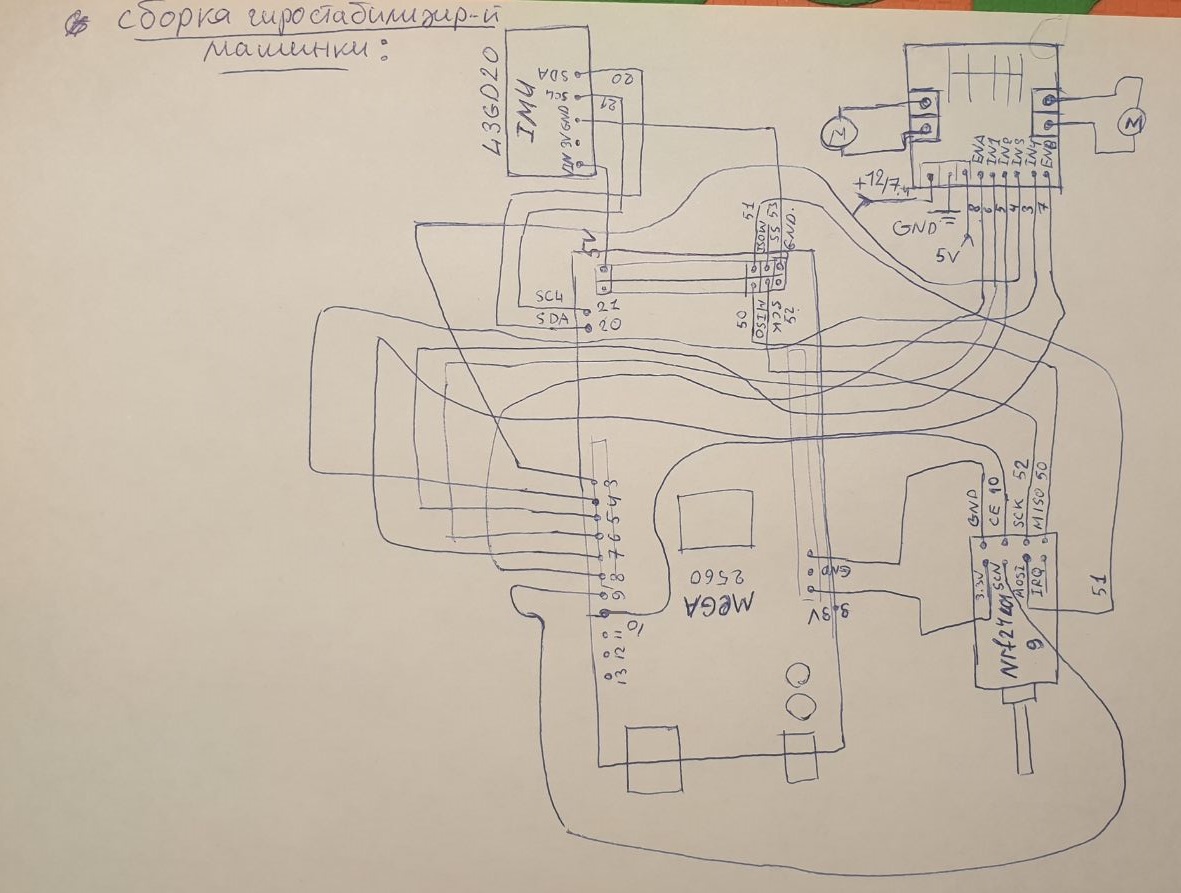 сборка гиростабилизир-й
машинки:
L3GD20
IMU
SDA
SCL
GND
3V
VIN
20
21
+12/7.4
GND
5V
ENA
IN1
IN2
IN3
IN4
ENB
8
6
5
4
3
7
M
M
5V
SCL 21
SDA 20
51
MOSI
SS 53
GND.
50
MISO
SCK
52
3
4
5
6
7
8
9
10
11
12
13
MEGA
2560
GND
3.3V
GND
CE 10
SCK 52
MISO 50
3.3V
SCN
MOSI
IRQ
Nrf24L01
9
51